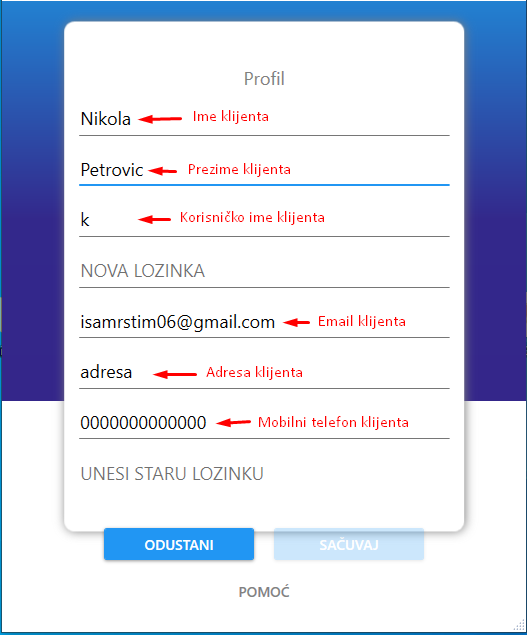 Profil
Nikola Ime klijenta
Petrovic Prezime klijenta
k Korisničko ime klijenta
NOVA LOZINKA
isamrstim06@gmail.com Email klijenta
adresa Adresa klijenta
0000000000000 Mobilni telefon klijenta
UNESI STARU LOZINKU
ODUSTANI SAČUVAJ
POMOĆ